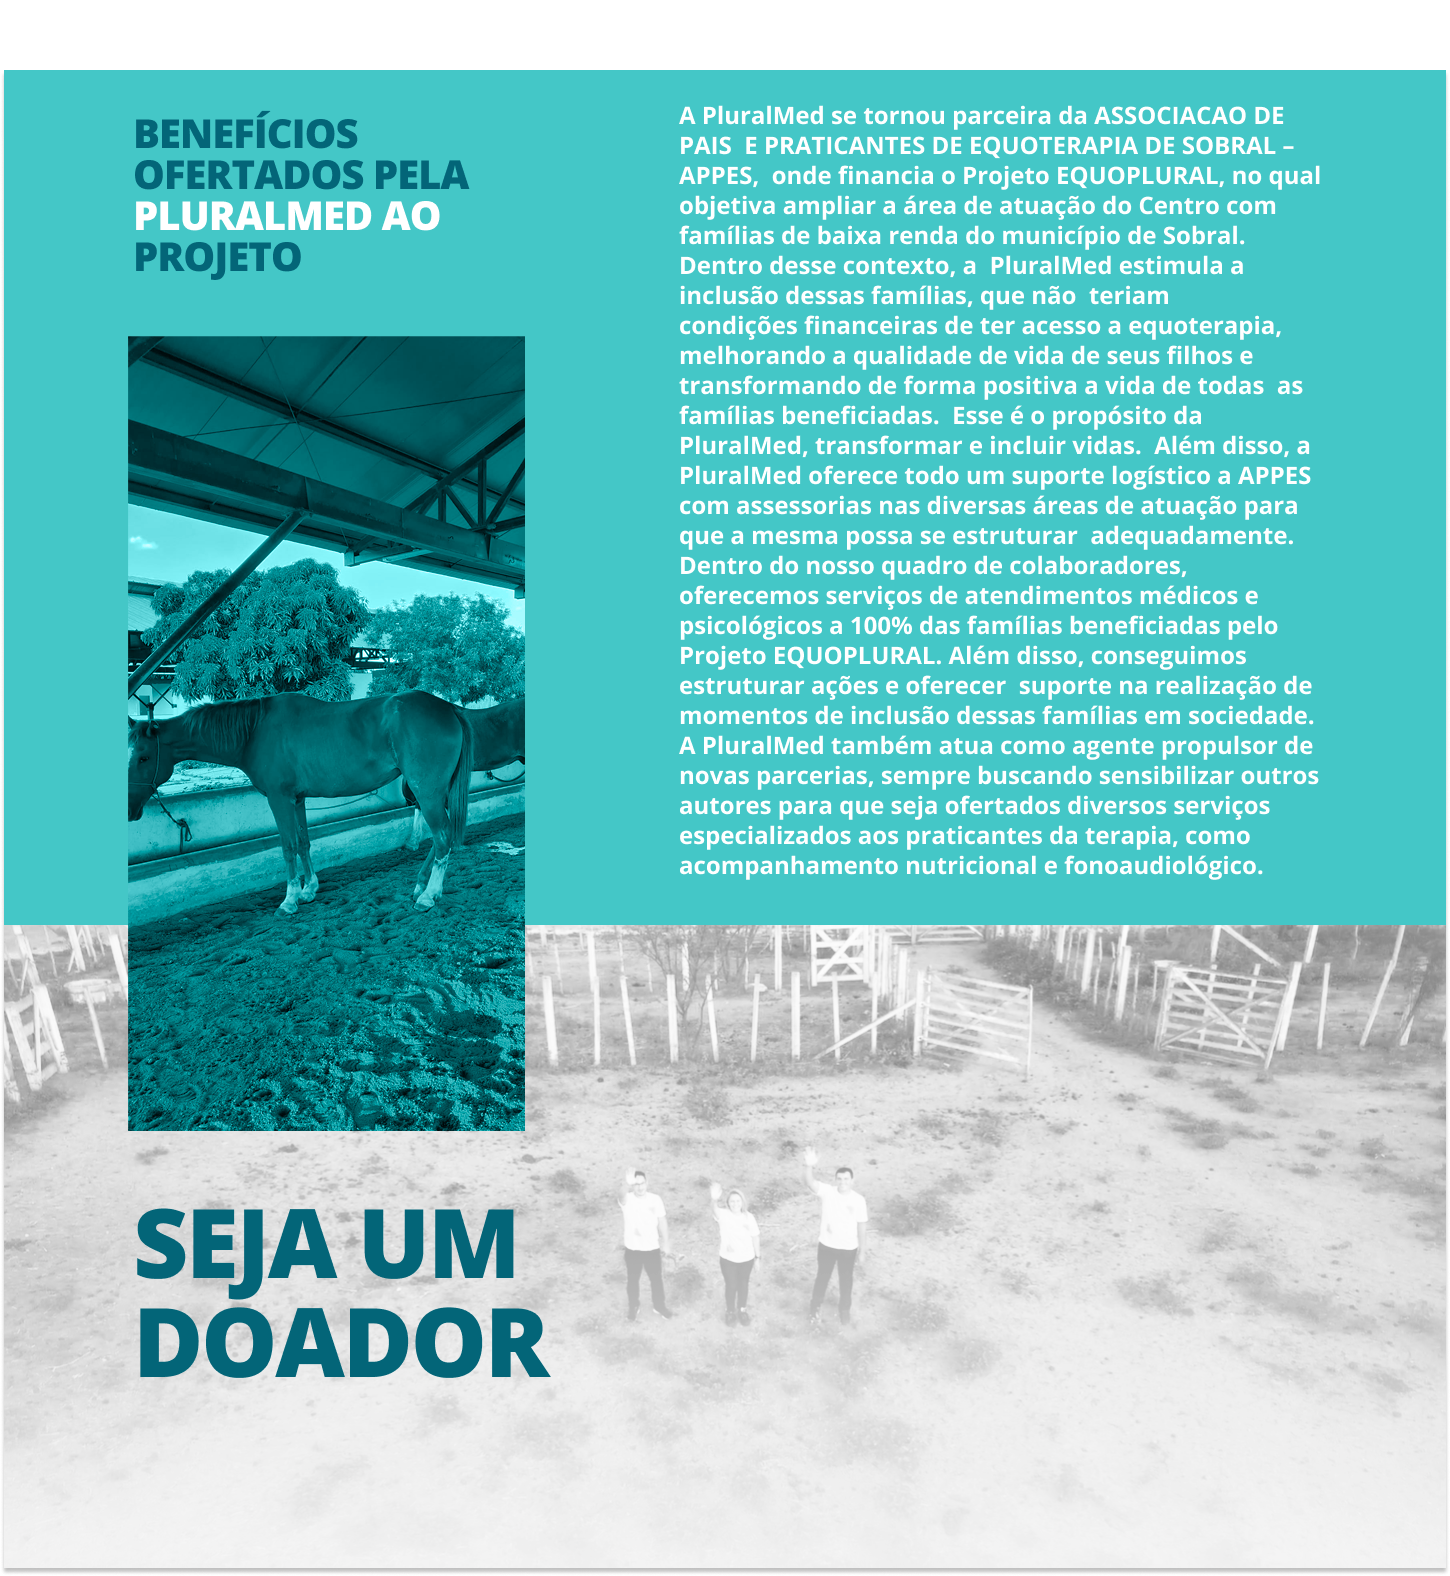 BENEFÍCIOS
OFERTADOS PELA
PLURALMED AO
PROJETO
A PluralMed se tornou parceira da ASSOCIACAO DE
PAIS  E PRATICANTES DE EQUOTERAPIA DE SOBRAL –
APPES,  onde financia o Projeto EQUOPLURAL, no qual
objetiva ampliar a área de atuação do Centro com
famílias de baixa renda do município de Sobral.
Dentro desse contexto, a  PluralMed estimula a
inclusão dessas famílias, que não  teriam
condições financeiras de ter acesso a equoterapia,
melhorando a qualidade de vida de seus filhos e
transformando de forma positiva a vida de todas  as
famílias beneficiadas.  Esse é o propósito da
PluralMed, transformar e incluir vidas.  Além disso, a
PluralMed oferece todo um suporte logístico a APPES
com assessorias nas diversas áreas de atuação para
que a mesma possa se estruturar  adequadamente.
Dentro do nosso quadro de colaboradores,
oferecemos serviços de atendimentos médicos e
psicológicos a 100% das famílias beneficiadas pelo
Projeto EQUOPLURAL. Além disso, conseguimos
estruturar ações e oferecer  suporte na realização de
momentos de inclusão dessas famílias em sociedade.
A PluralMed também atua como agente propulsor de
novas parcerias, sempre buscando sensibilizar outros
autores para que seja ofertados diversos serviços
especializados aos praticantes da terapia, como
acompanhamento nutricional e fonoaudiológico.
SEJA UM
DOADOR